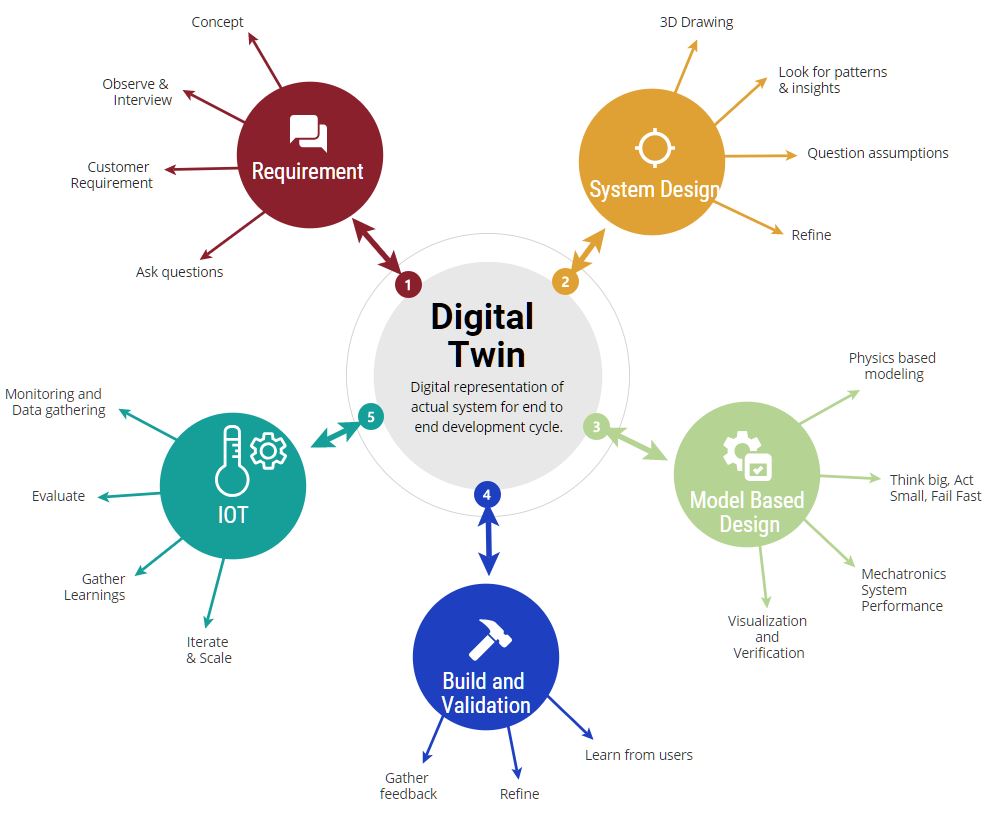 Concept
Observe &
Interview
Customer
Requirement
Ask questions
Requirement
3D Drawing
Look for patterns
& insights
Question assumptions
Refine
System Design
1
2
Digital
Twin
Digital representation of
actual system for end to
end development cycle.
3
4
5
Physics based
modeling
Think big, Act
Small, Fail Fast
Mechatronics
System
Performance
Visualization
and
Verification
Model Based
Design
Build and
Validation
Learn from users
Refine
Gather
feedback
Monitoring and
Data gathering
Evaluate
Gather
Learnings
Iterate
& Scale
IOT